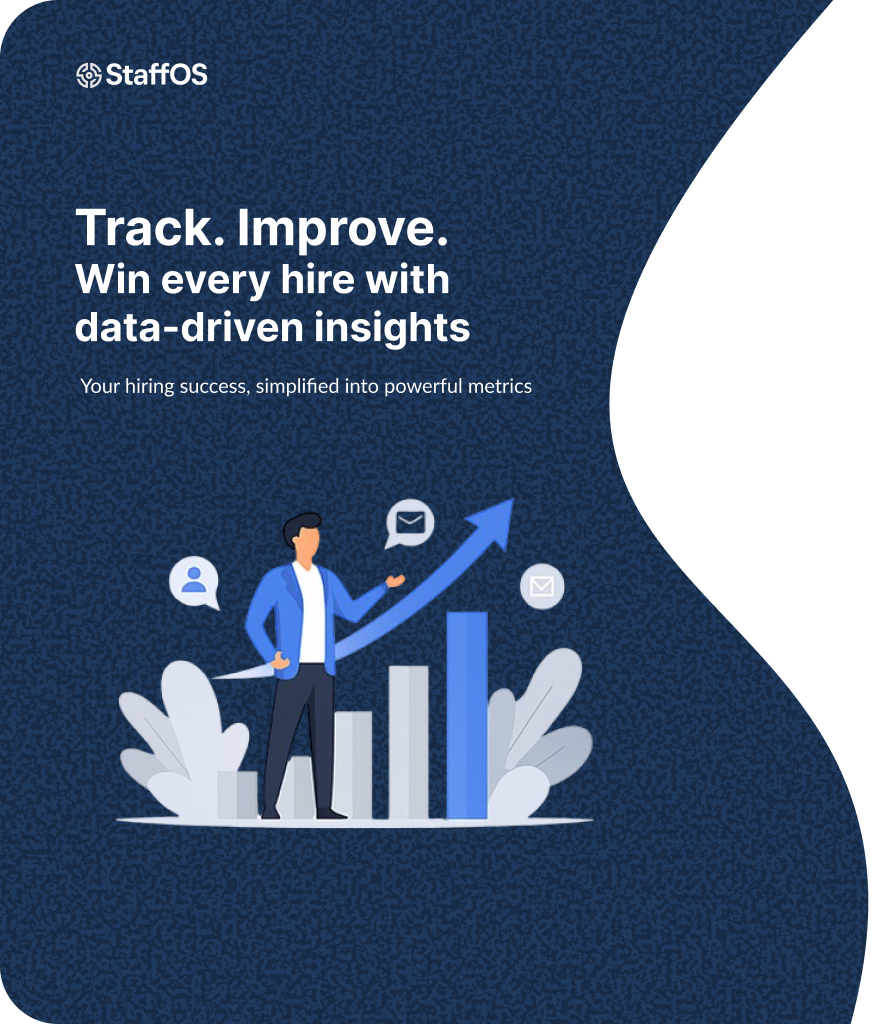 StaffOS
Track. Improve.
Win every hire with
data-driven insights
Your hiring success, simplified into powerful metrics